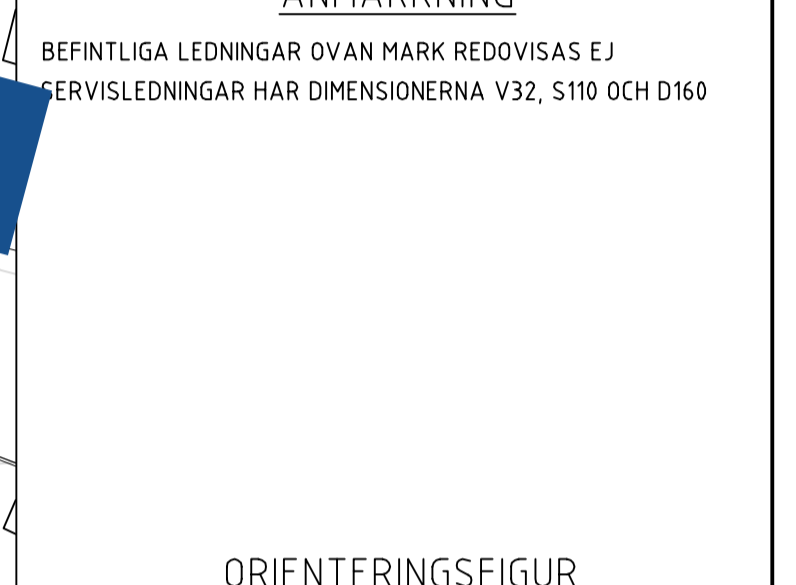 ANMÄRKNING
BEFINTLIGA LEDNINGAR OVAN MARK REDOVISAS EJ
SERVISLEDNINGAR HAR DIMENSIONERNA V32, S110 OCH D160
ORIENTERINGSFIGUR